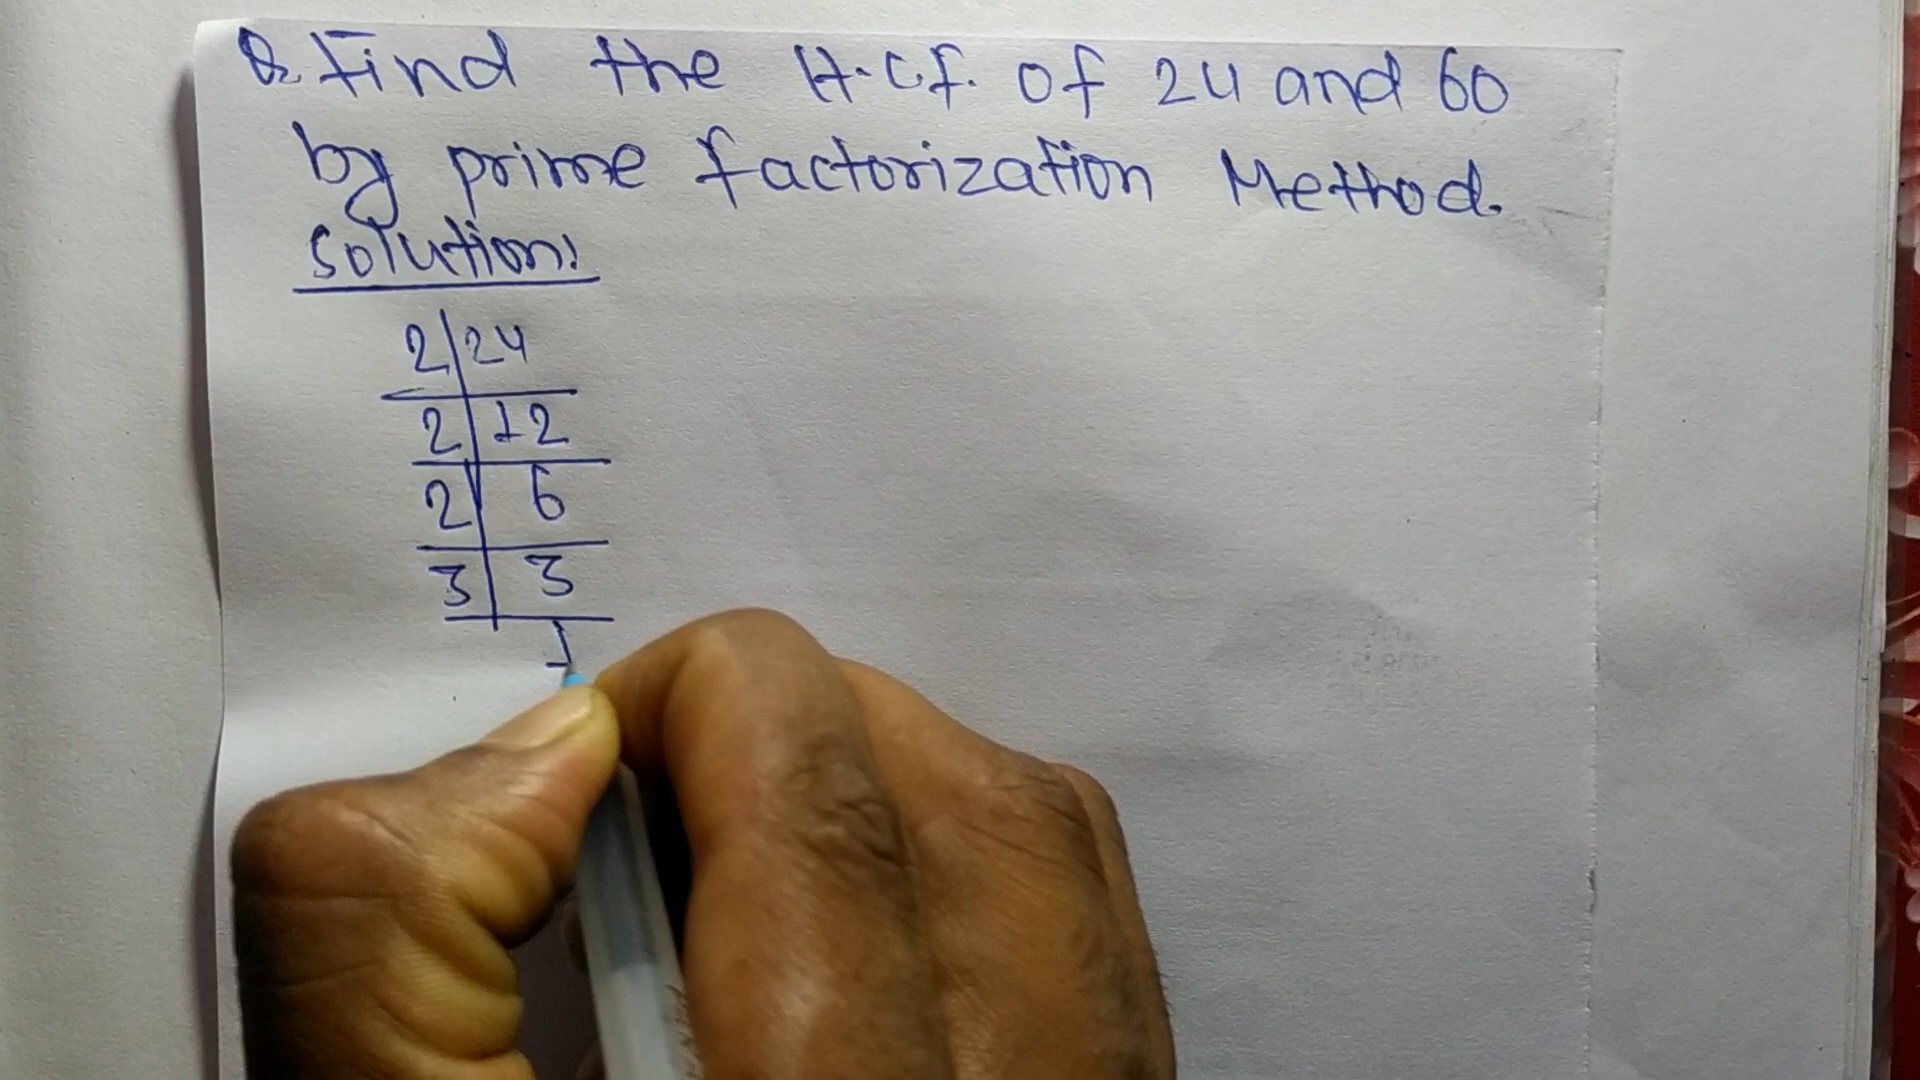 Q. Find the H.C.F. of 24 and 60
by prime factorization Method.
Solution:
2 | 24
2 | 12
2 | 6
3 | 3
1